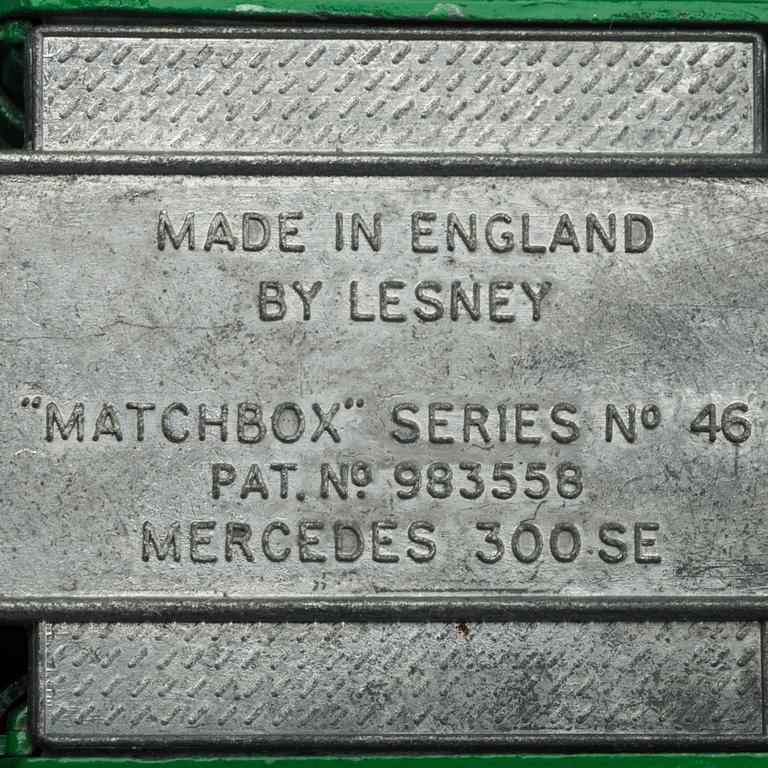 MADE IN ENGLAND
BY LESNEY
"MATCHBOX" SERIES Nº 46
PAT. Nº 983558
MERCEDES 300 SE